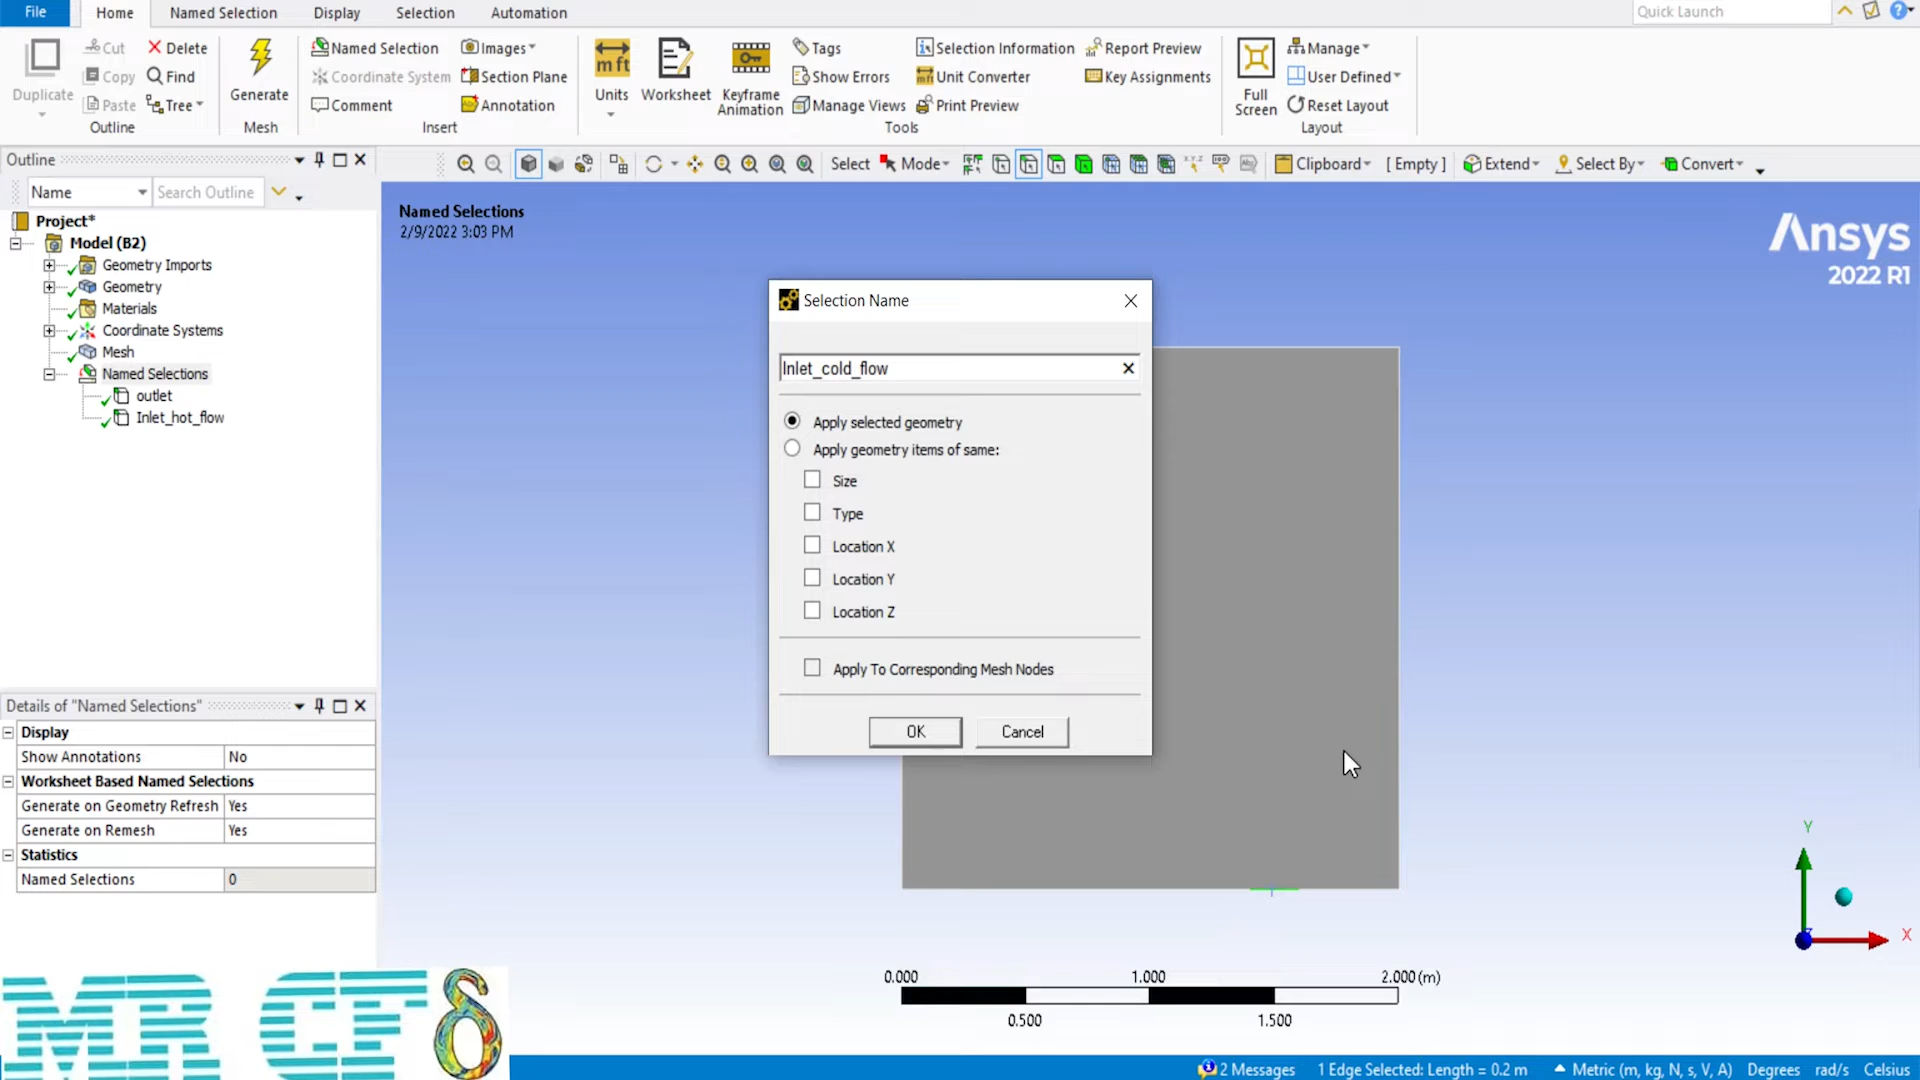 File Home Named Selection Display Selection Automation Quick Launch
Duplicate Cut Copy Paste Delete Find Tree Outline
Generate Mesh
Named Selection Coordinate System Comment Images Section Plane Annotation Insert
Units Worksheet Keyframe Animation Tags Show Errors Manage Views Selection Information Unit Converter Print Preview Report Preview Key Assignments Tools
Full Screen Manage User Defined Reset Layout Layout
Outline
Select Mode Clipboard [ Empty ] Extend Select By Convert
Name Search Outline
Project*
Model (B2)
Geometry Imports
Geometry
Materials
Coordinate Systems
Mesh
Named Selections
outlet
Inlet_hot_flow
Details of "Named Selections"
Display
Show Annotations No
Worksheet Based Named Selections
Generate on Geometry Refresh Yes
Generate on Remesh Yes
Statistics
Named Selections 0
Named Selections
2/9/2022 3:03 PM
Ansys
2022 R1
Selection Name
Inlet_cold_flow
Apply selected geometry
Apply geometry items of same:
Size
Type
Location X
Location Y
Location Z
Apply To Corresponding Mesh Nodes
OK Cancel
Y
X
0.000 1.000 2.000 (m)
0.500 1.500
MR CFδ
2 Messages 1 Edge Selected: Length = 0.2 m Metric (m, kg, N, s, V, A) Degrees rad/s Celsius